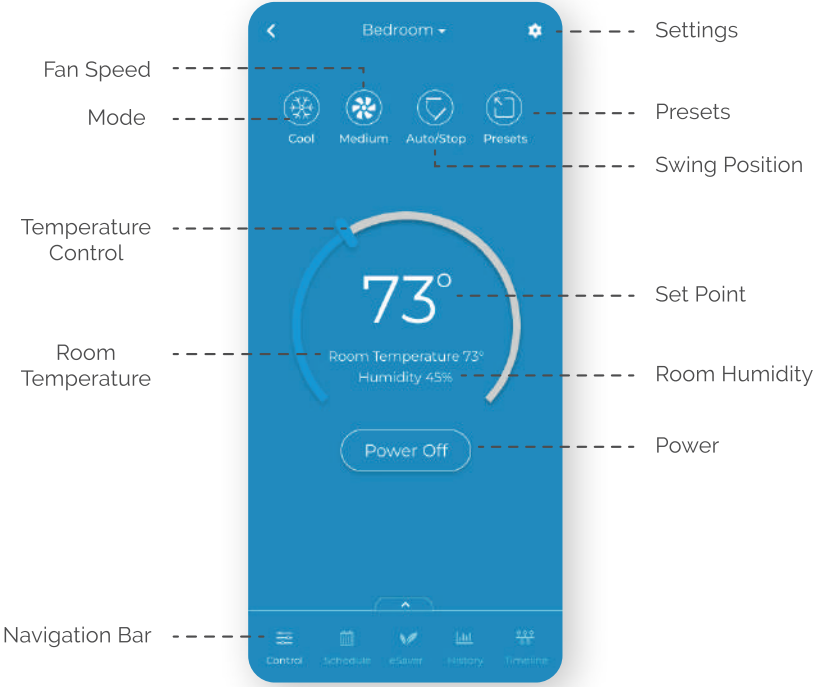 Bedroom
Settings
Fan Speed
Mode
Presets
Cool
Medium
Auto/Stop
Presets
Swing Position
Temperature
Control
73°
Set Point
Room
Temperature
Room Temperature 73°
Humidity 45%
Room Humidity
Power Off
Power
Navigation Bar
Control
Schedule
eSaver
History
Timeline